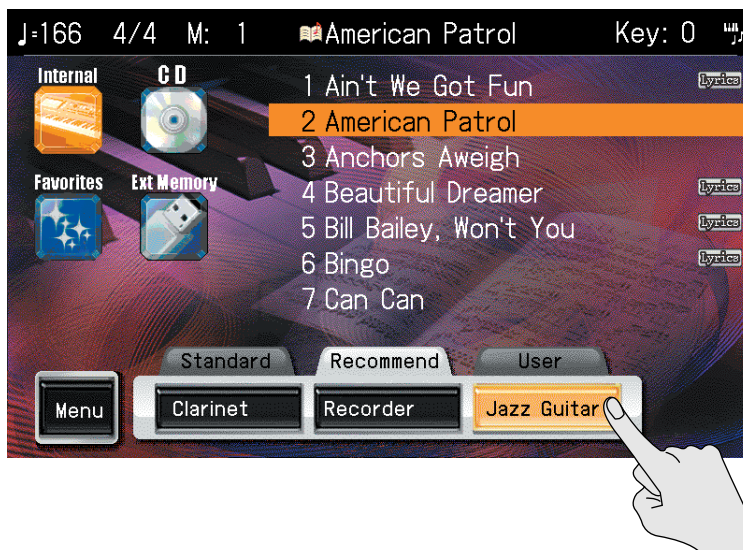 ♩=166 4/4 M: 1 American Patrol Key: 0
Internal CD
Favorites Ext Memory
1 Ain't We Got Fun Lyrics
2 American Patrol
3 Anchors Aweigh
4 Beautiful Dreamer Lyrics
5 Bill Bailey, Won't You Lyrics
6 Bingo Lyrics
7 Can Can
Standard Recommend User
Menu Clarinet Recorder Jazz Guitar